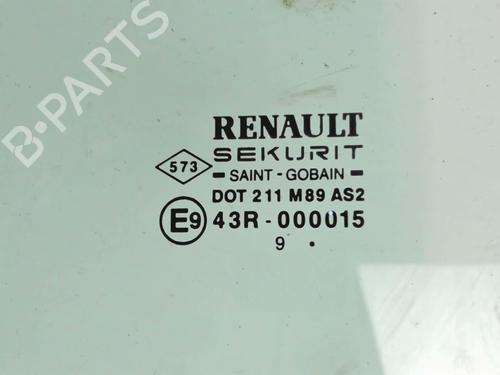 B-PARTS
RENAULT
SEKURIT
573
- SAINT - GOBAIN -
DOT 211 M89 AS2
E9 43R - 000015
9 .